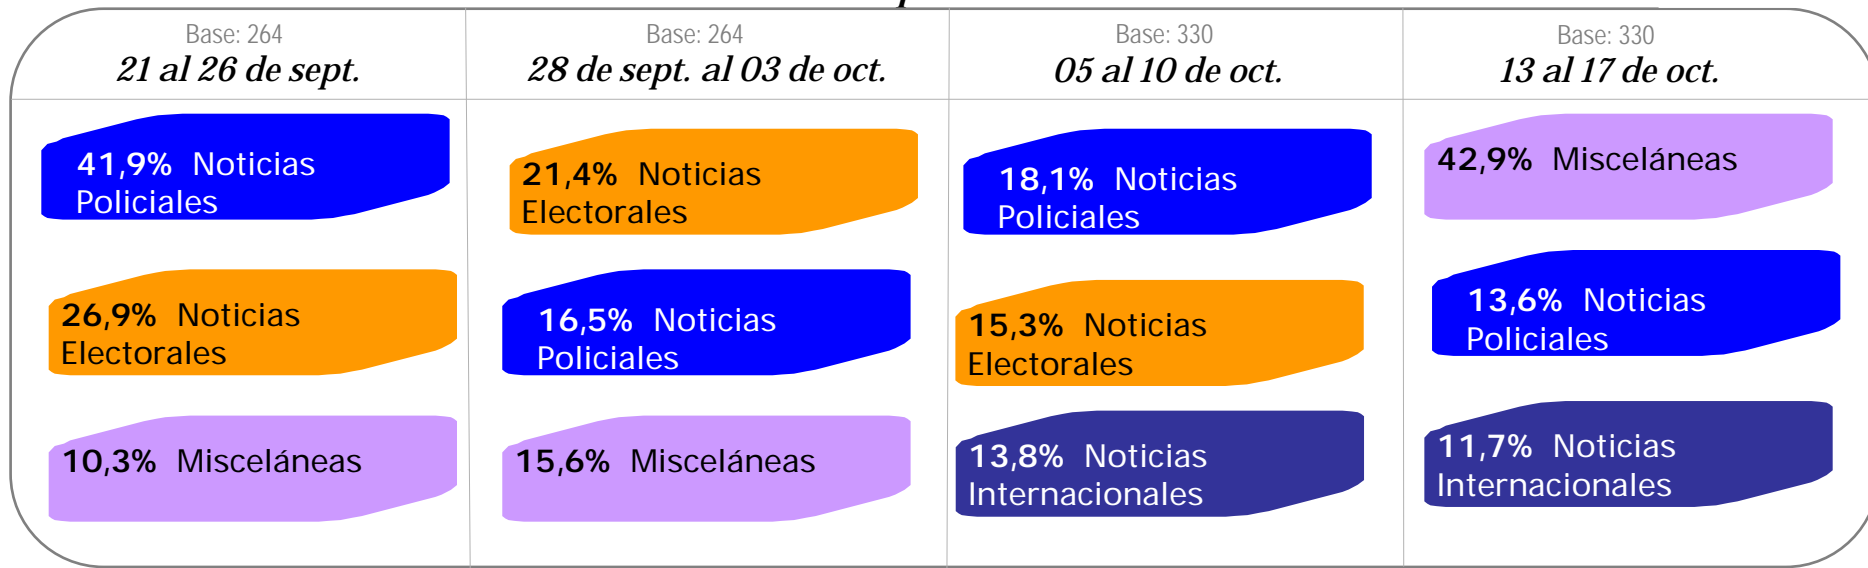 Base: 264
21 al 26 de sept.
41,9% Noticias
Policiales
26,9% Noticias
Electorales
10,3% Misceláneas
Base: 264
28 de sept. al 03 de oct.
21,4% Noticias
Electorales
16,5% Noticias
Policiales
15,6% Misceláneas
Base: 330
05 al 10 de oct.
18,1% Noticias
Policiales
15,3% Noticias
Electorales
13,8% Noticias
Internacionales
Base: 330
13 al 17 de oct.
42,9% Misceláneas
13,6% Noticias
Policiales
11,7% Noticias
Internacionales